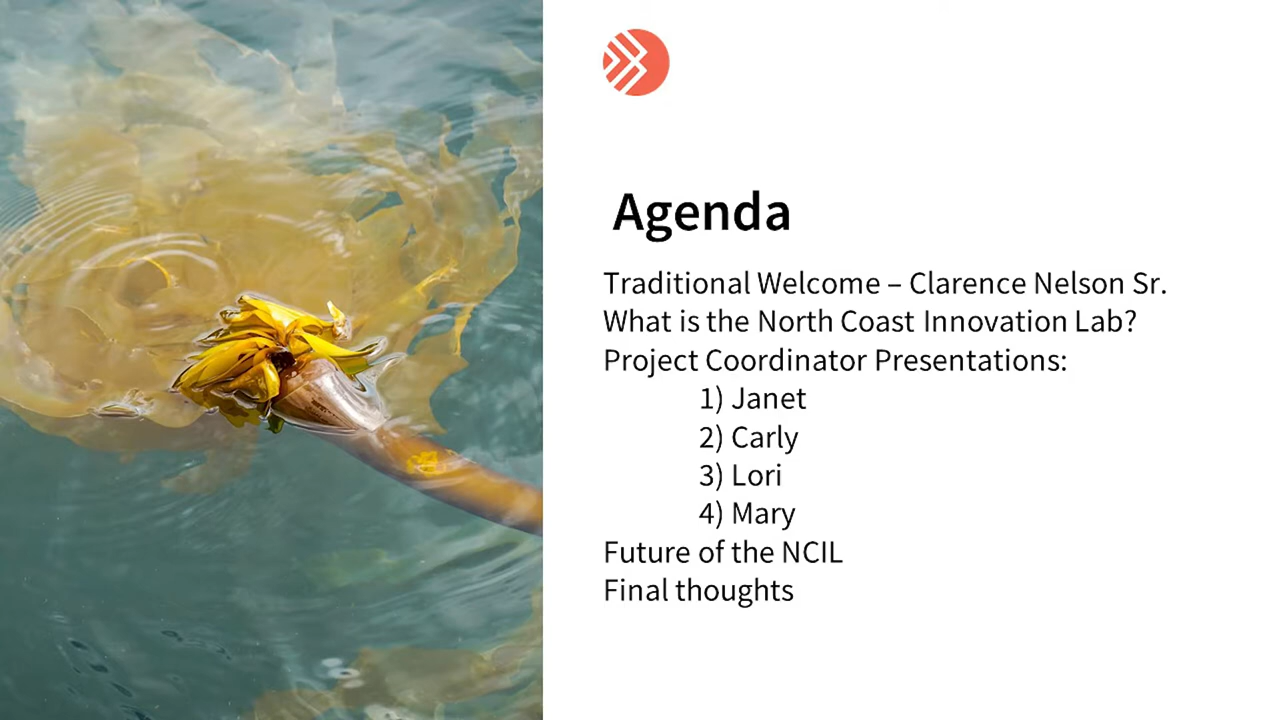 Agenda
Traditional Welcome – Clarence Nelson Sr.
What is the North Coast Innovation Lab?
Project Coordinator Presentations:
1) Janet
2) Carly
3) Lori
4) Mary
Future of the NCIL
Final thoughts